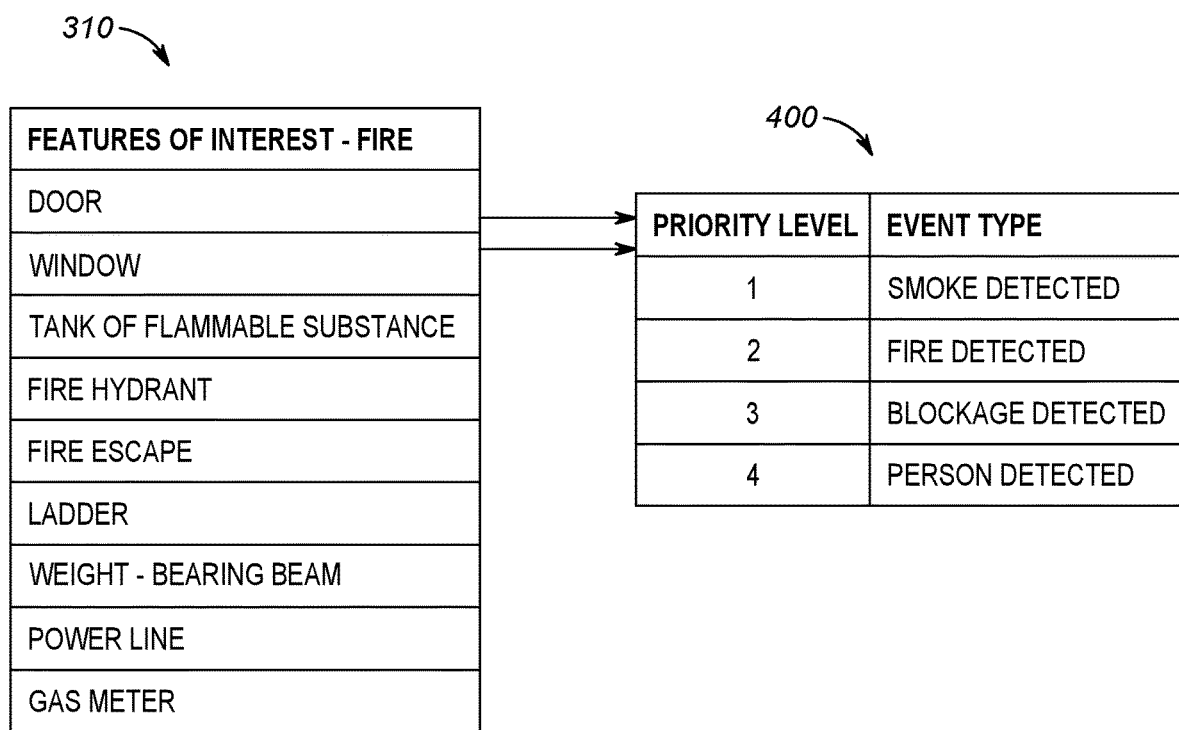 310
FEATURES OF INTEREST - FIRE
DOOR
WINDOW
TANK OF FLAMMABLE SUBSTANCE
FIRE HYDRANT
FIRE ESCAPE
LADDER
WEIGHT - BEARING BEAM
POWER LINE
GAS METER
400
PRIORITY LEVEL EVENT TYPE
1 SMOKE DETECTED
2 FIRE DETECTED
3 BLOCKAGE DETECTED
4 PERSON DETECTED